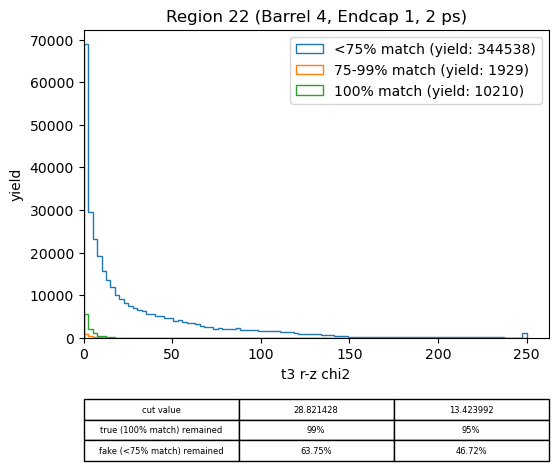 Region 22 (Barrel 4, Endcap 1, 2 ps)
70000
60000
50000
40000
30000
20000
10000
0
yield
<75% match (yield: 344538)
75-99% match (yield: 1929)
100% match (yield: 10210)
0 50 100 150 200 250
t3 r-z chi2
cut value 28.821428 13.423992
true (100% match) remained 99% 95%
fake (<75% match) remained 63.75% 46.72%